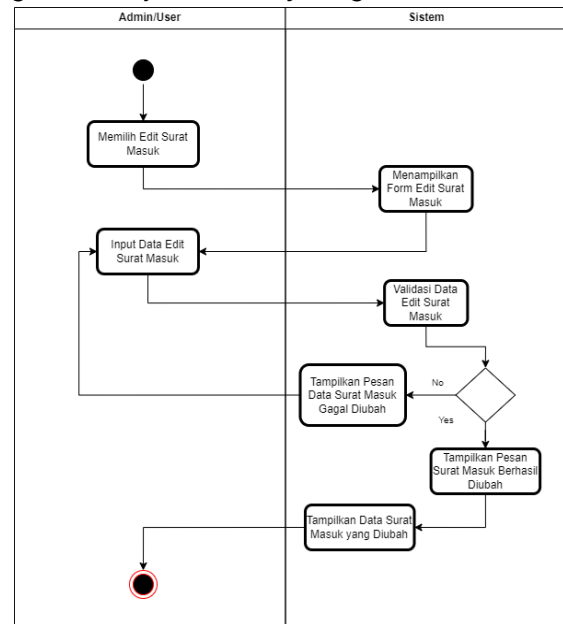 Admin/User
Sistem
Memilih Edit Surat
Masuk
Menampilkan
Form Edit Surat
Masuk
Input Data Edit
Surat Masuk
Validasi Data
Edit Surat
Masuk
Tampilkan Pesan
Data Surat Masuk
Gagal Diubah
No
Yes
Tampilkan Pesan
Surat Masuk Berhasil
Diubah
Tampilkan Data Surat
Masuk yang Diubah